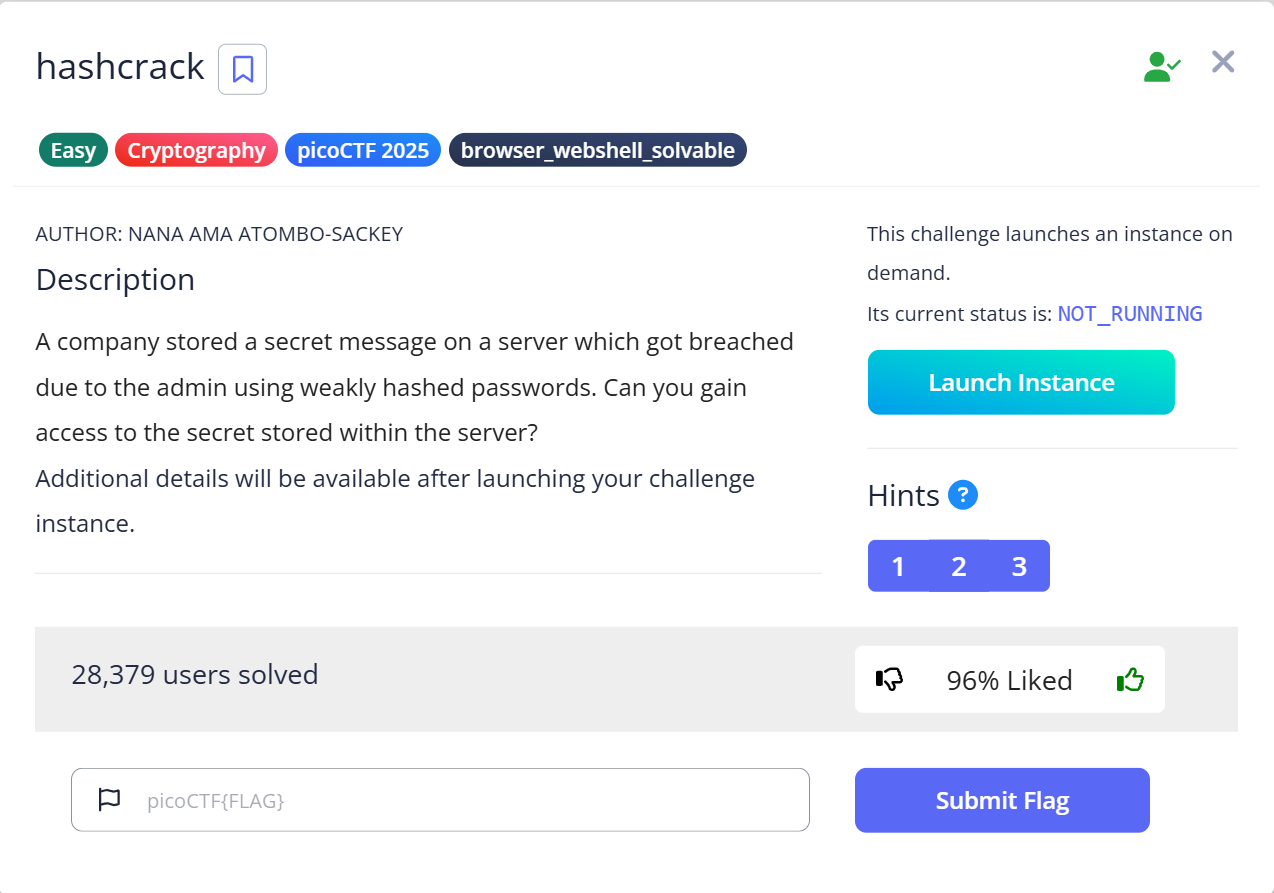 hashcrack
Easy Cryptography picoCTF 2025 browser_webshell_solvable
AUTHOR: NANA AMA ATOMBO-SACKEY
Description
A company stored a secret message on a server which got breached
due to the admin using weakly hashed passwords. Can you gain
access to the secret stored within the server?
Additional details will be available after launching your challenge
instance.
This challenge launches an instance on
demand.
Its current status is: NOT_RUNNING
Launch Instance
Hints ?
1 2 3
28,379 users solved
96% Liked
picoCTF{FLAG}
Submit Flag